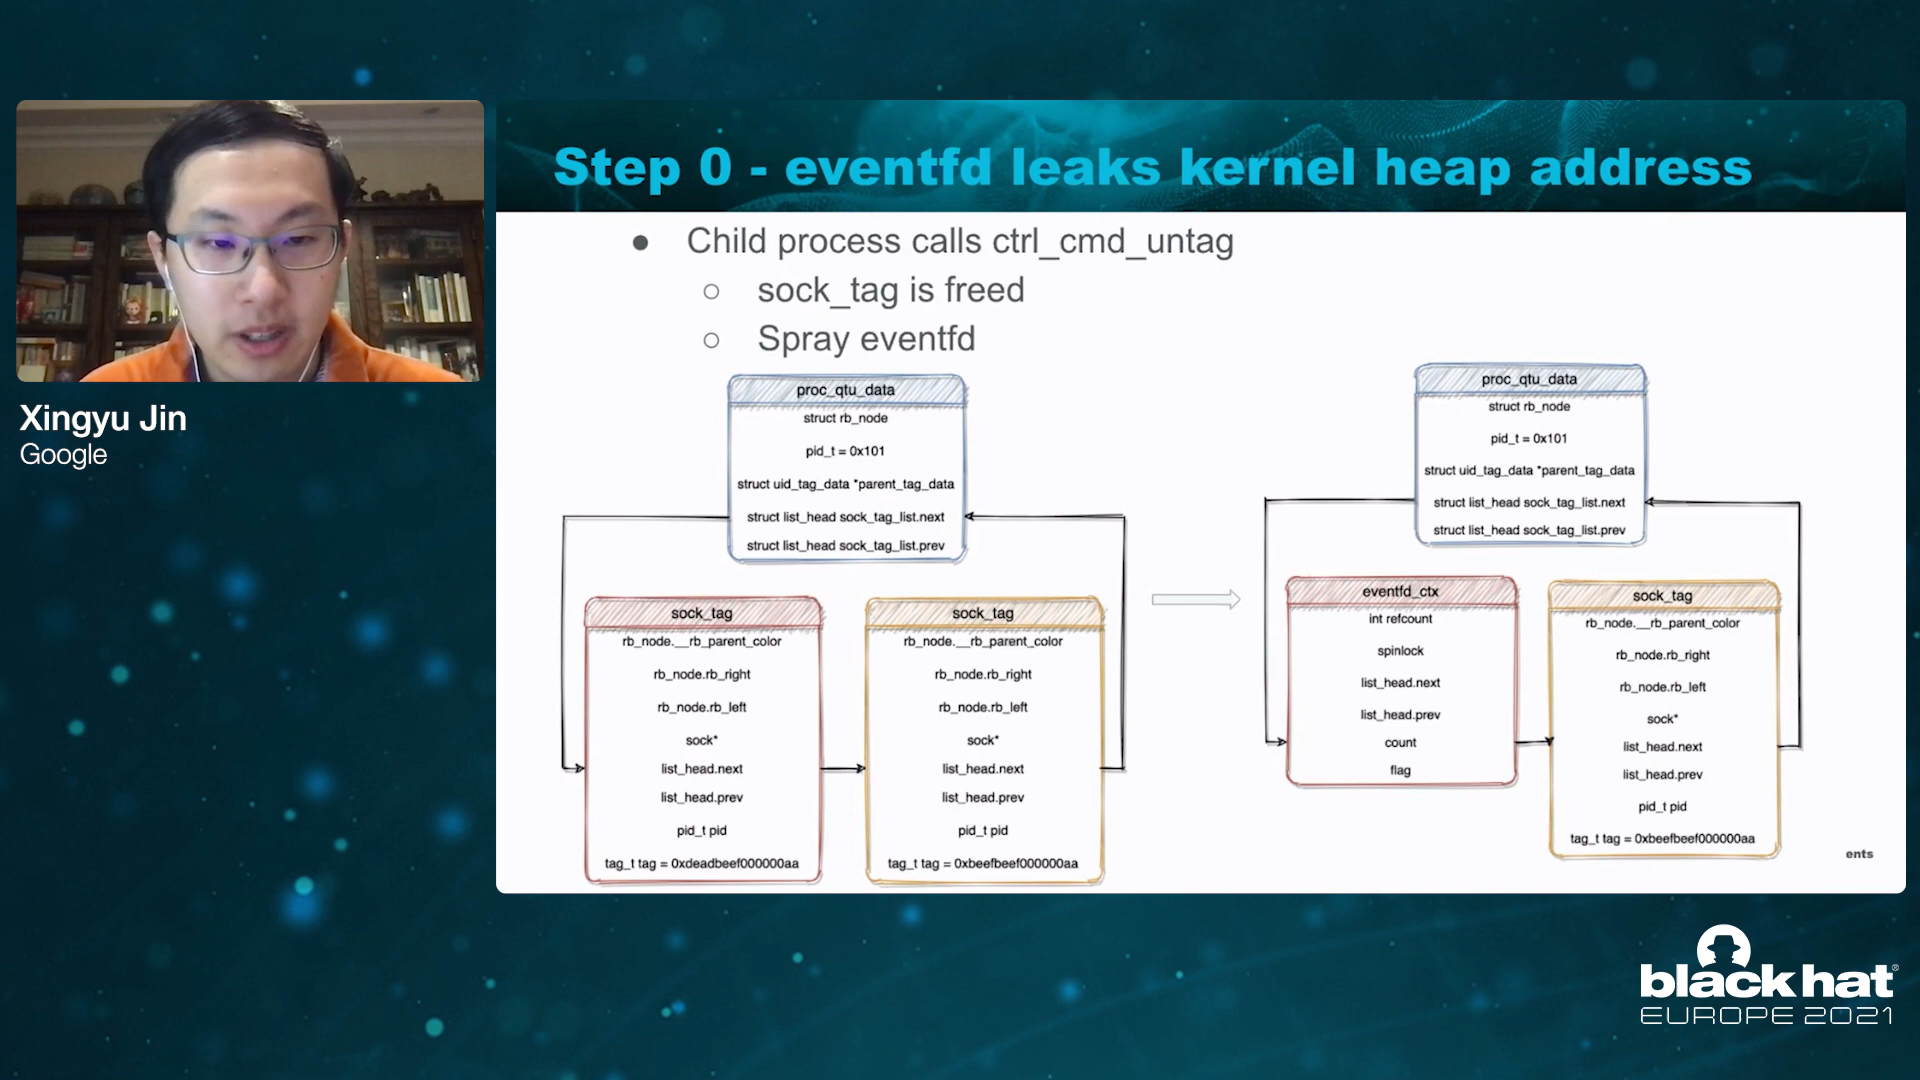 Step 0 - eventfd leaks kernel heap address
Xingyu Jin
Google
Child process calls ctrl_cmd_untag
sock_tag is freed
Spray eventfd
proc_qtu_data
struct rb_node
pid_t = 0x101
struct uid_tag_data *parent_tag_data
struct list_head sock_tag_list.next
struct list_head sock_tag_list.prev
sock_tag
rb_node.__rb_parent_color
rb_node.rb_right
rb_node.rb_left
sock*
list_head.next
list_head.prev
pid_t pid
tag_t tag = 0xdeadbeef000000aa
sock_tag
rb_node.__rb_parent_color
rb_node.rb_right
rb_node.rb_left
sock*
list_head.next
list_head.prev
pid_t pid
tag_t tag = 0xbeefbeef000000aa
proc_qtu_data
struct rb_node
pid_t = 0x101
struct uid_tag_data *parent_tag_data
struct list_head sock_tag_list.next
struct list_head sock_tag_list.prev
eventfd_ctx
int refcount
spinlock
list_head.next
list_head.prev
count
flag
sock_tag
rb_node.__rb_parent_color
rb_node.rb_right
rb_node.rb_left
sock*
list_head.next
list_head.prev
pid_t pid
tag_t tag = 0xbeefbeef000000aa
ents
black hat®
EUROPE 2021